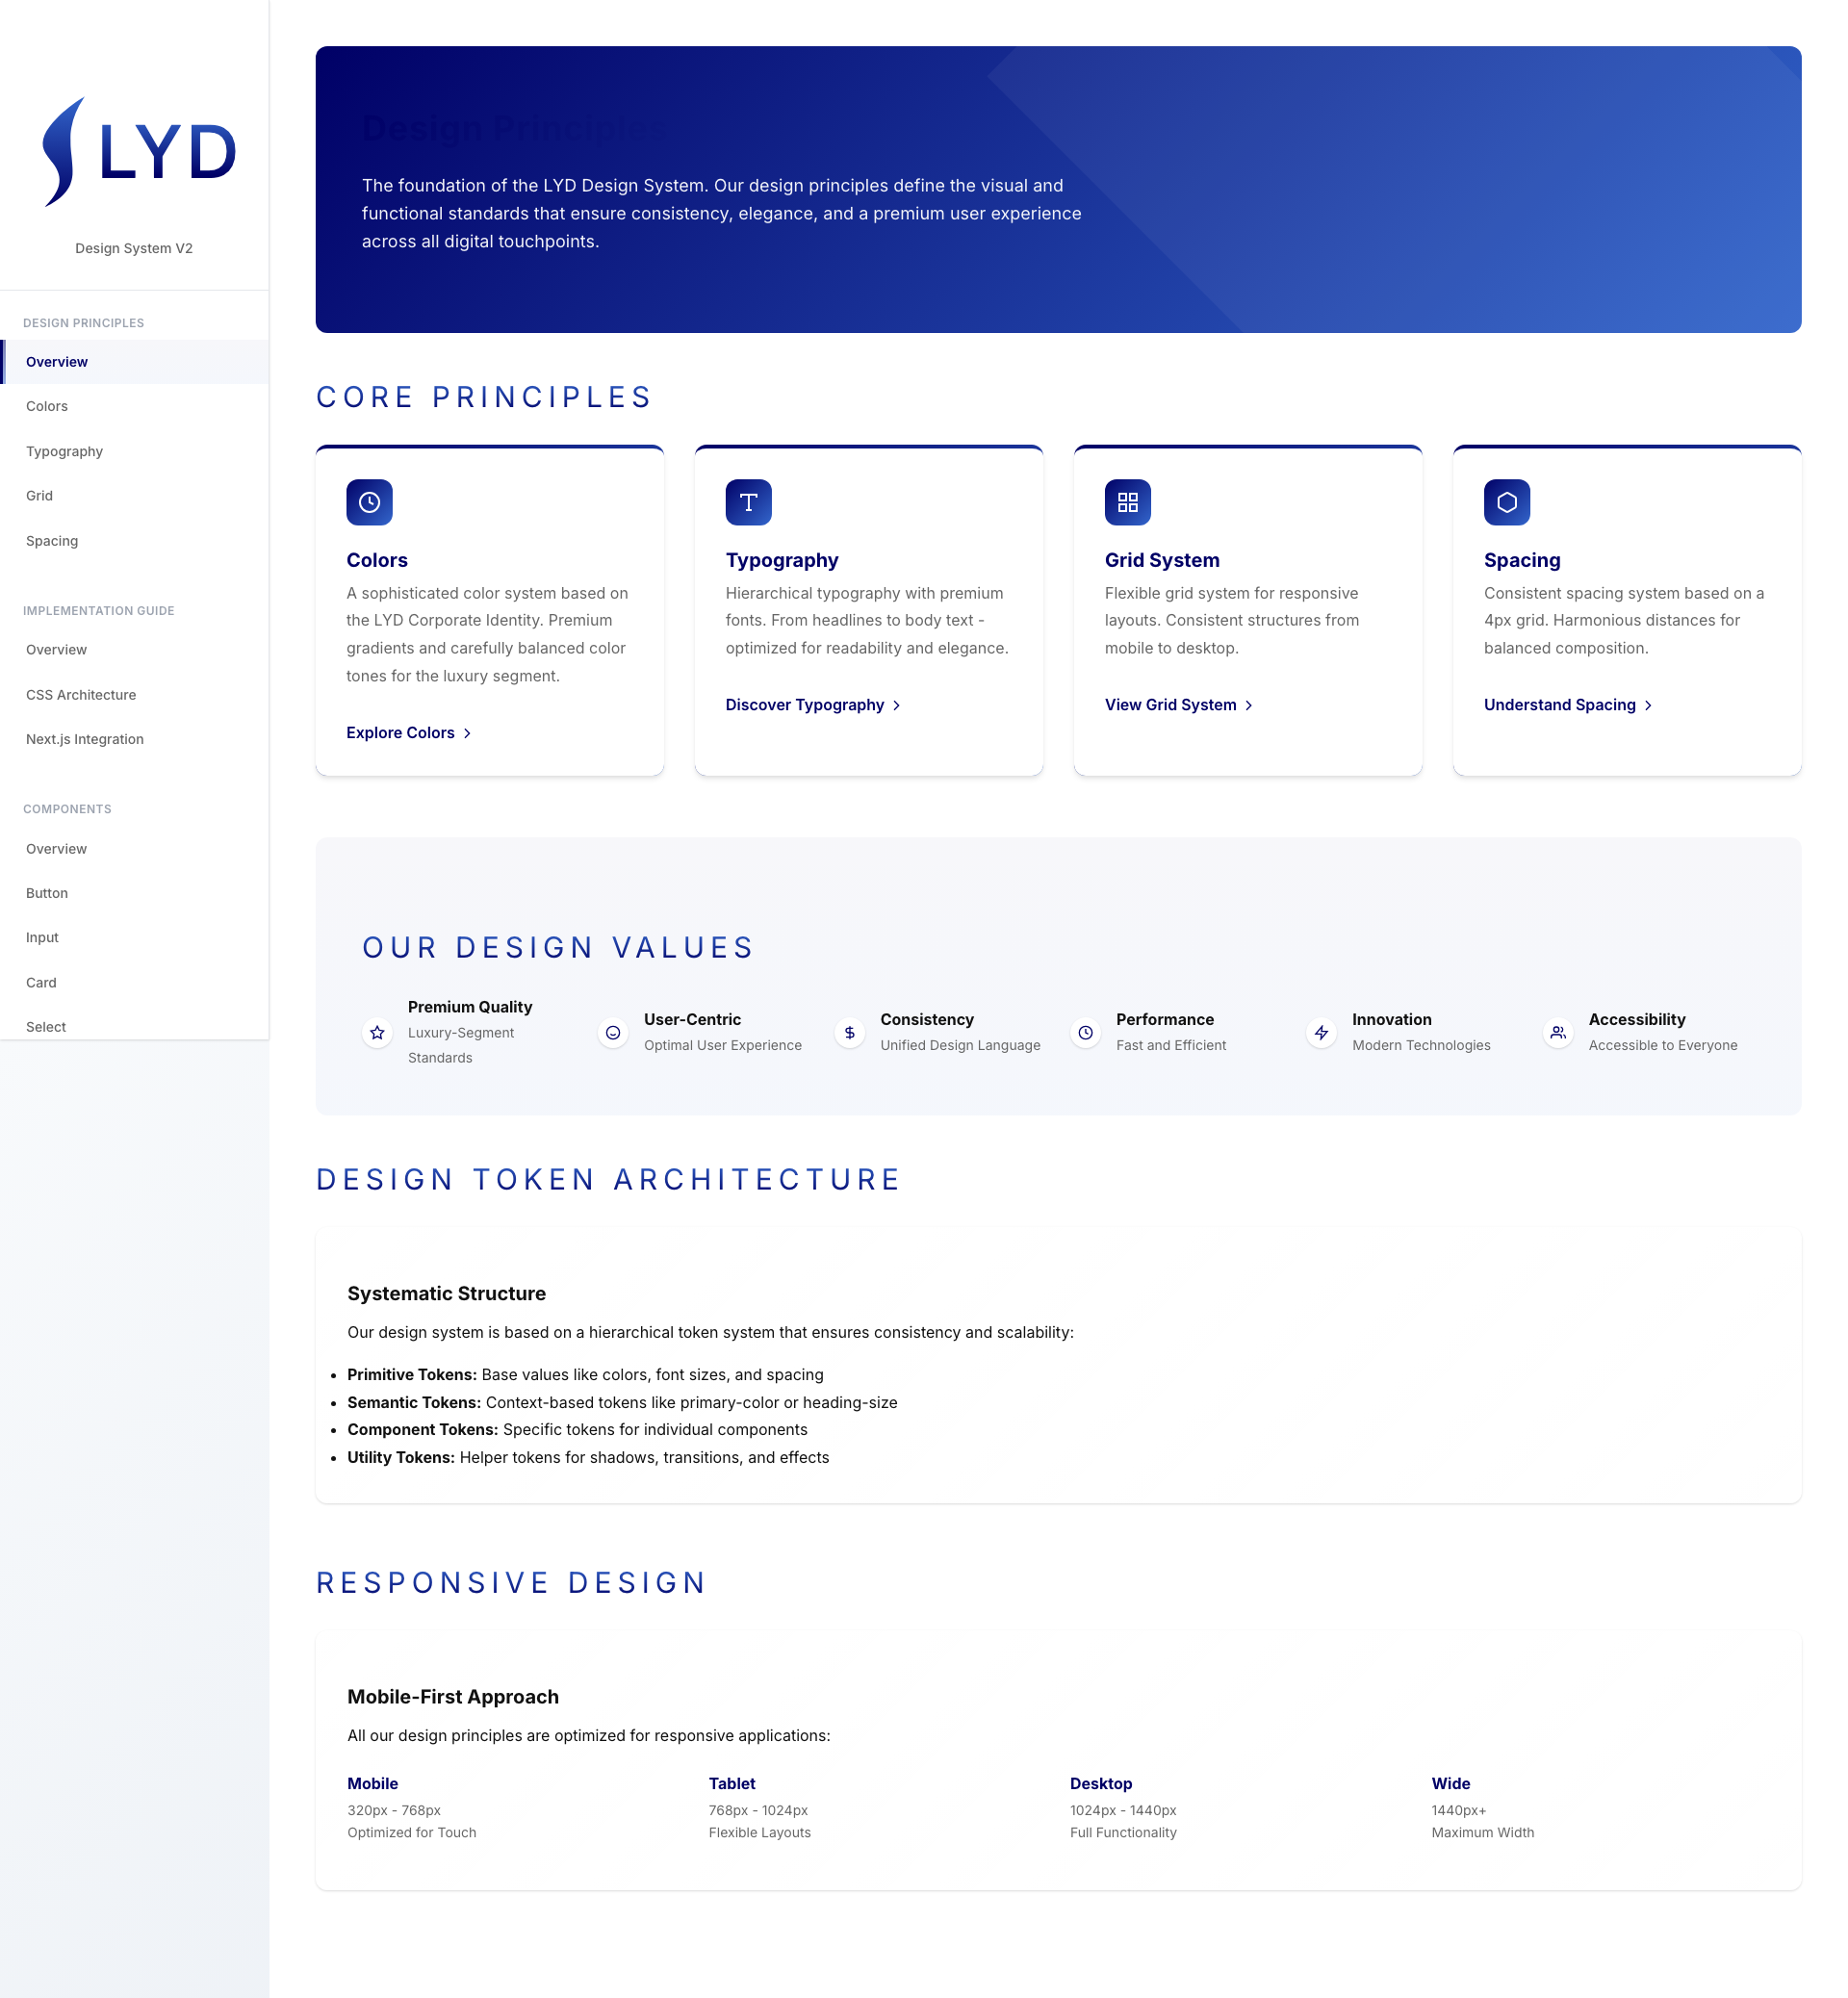 LYD
Design System V2
DESIGN PRINCIPLES
Overview
Colors
Typography
Grid
Spacing
IMPLEMENTATION GUIDE
Overview
CSS Architecture
Next.js Integration
COMPONENTS
Overview
Button
Input
Card
Select
Design Principles
The foundation of the LYD Design System. Our design principles define the visual and
functional standards that ensure consistency, elegance, and a premium user experience
across all digital touchpoints.
CORE PRINCIPLES
Colors
A sophisticated color system based on
the LYD Corporate Identity. Premium
gradients and carefully balanced color
tones for the luxury segment.
Explore Colors
Typography
Hierarchical typography with premium
fonts. From headlines to body text -
optimized for readability and elegance.
Discover Typography
Grid System
Flexible grid system for responsive
layouts. Consistent structures from
mobile to desktop.
View Grid System
Spacing
Consistent spacing system based on a
4px grid. Harmonious distances for
balanced composition.
Understand Spacing
OUR DESIGN VALUES
Premium Quality
Luxury-Segment
Standards
User-Centric
Optimal User Experience
Consistency
Unified Design Language
Performance
Fast and Efficient
Innovation
Modern Technologies
Accessibility
Accessible to Everyone
DESIGN TOKEN ARCHITECTURE
Systematic Structure
Our design system is based on a hierarchical token system that ensures consistency and scalability:
• Primitive Tokens: Base values like colors, font sizes, and spacing
• Semantic Tokens: Context-based tokens like primary-color or heading-size
• Component Tokens: Specific tokens for individual components
• Utility Tokens: Helper tokens for shadows, transitions, and effects
RESPONSIVE DESIGN
Mobile-First Approach
All our design principles are optimized for responsive applications:
Mobile
320px - 768px
Optimized for Touch
Tablet
768px - 1024px
Flexible Layouts
Desktop
1024px - 1440px
Full Functionality
Wide
1440px+
Maximum Width